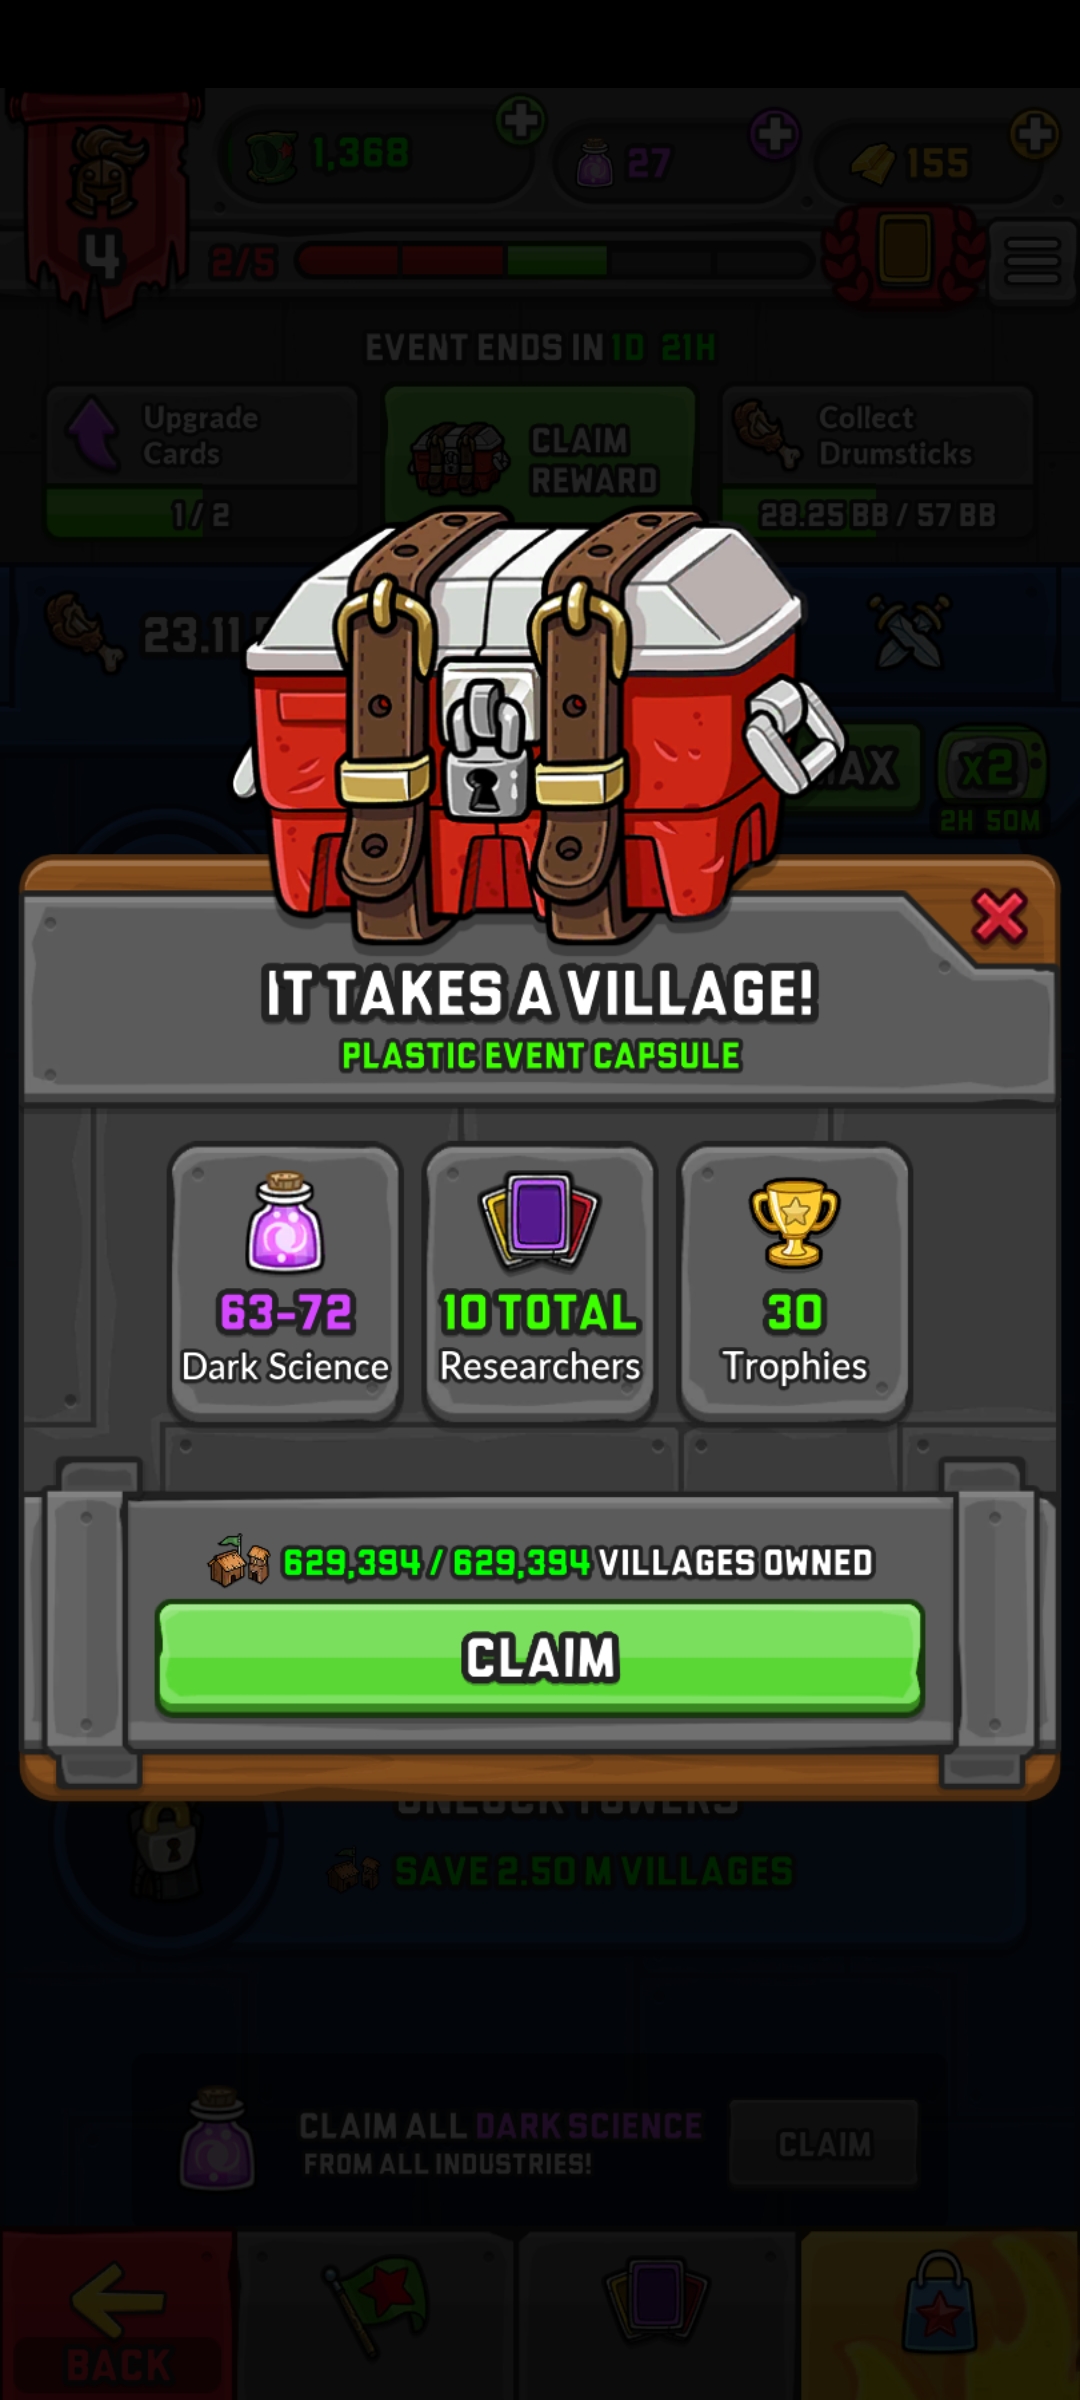 1,368
27
155
4
2/5
EVENT ENDS IN 1D 21H
Upgrade
Cards
1 / 2
CLAIM
REWARD
Collect
Drumsticks
28.25 BB / 57 BB
23.11
x2
2H 50M
IT TAKES A VILLAGE!
PLASTIC EVENT CAPSULE
63-72
Dark Science
10 TOTAL
Researchers
30
Trophies
629,394 / 629,394 VILLAGES OWNED
CLAIM
UNLOCK TOWERS
SAVE 2.50 M VILLAGES
CLAIM ALL DARK SCIENCE
FROM ALL INDUSTRIES!
CLAIM
BACK